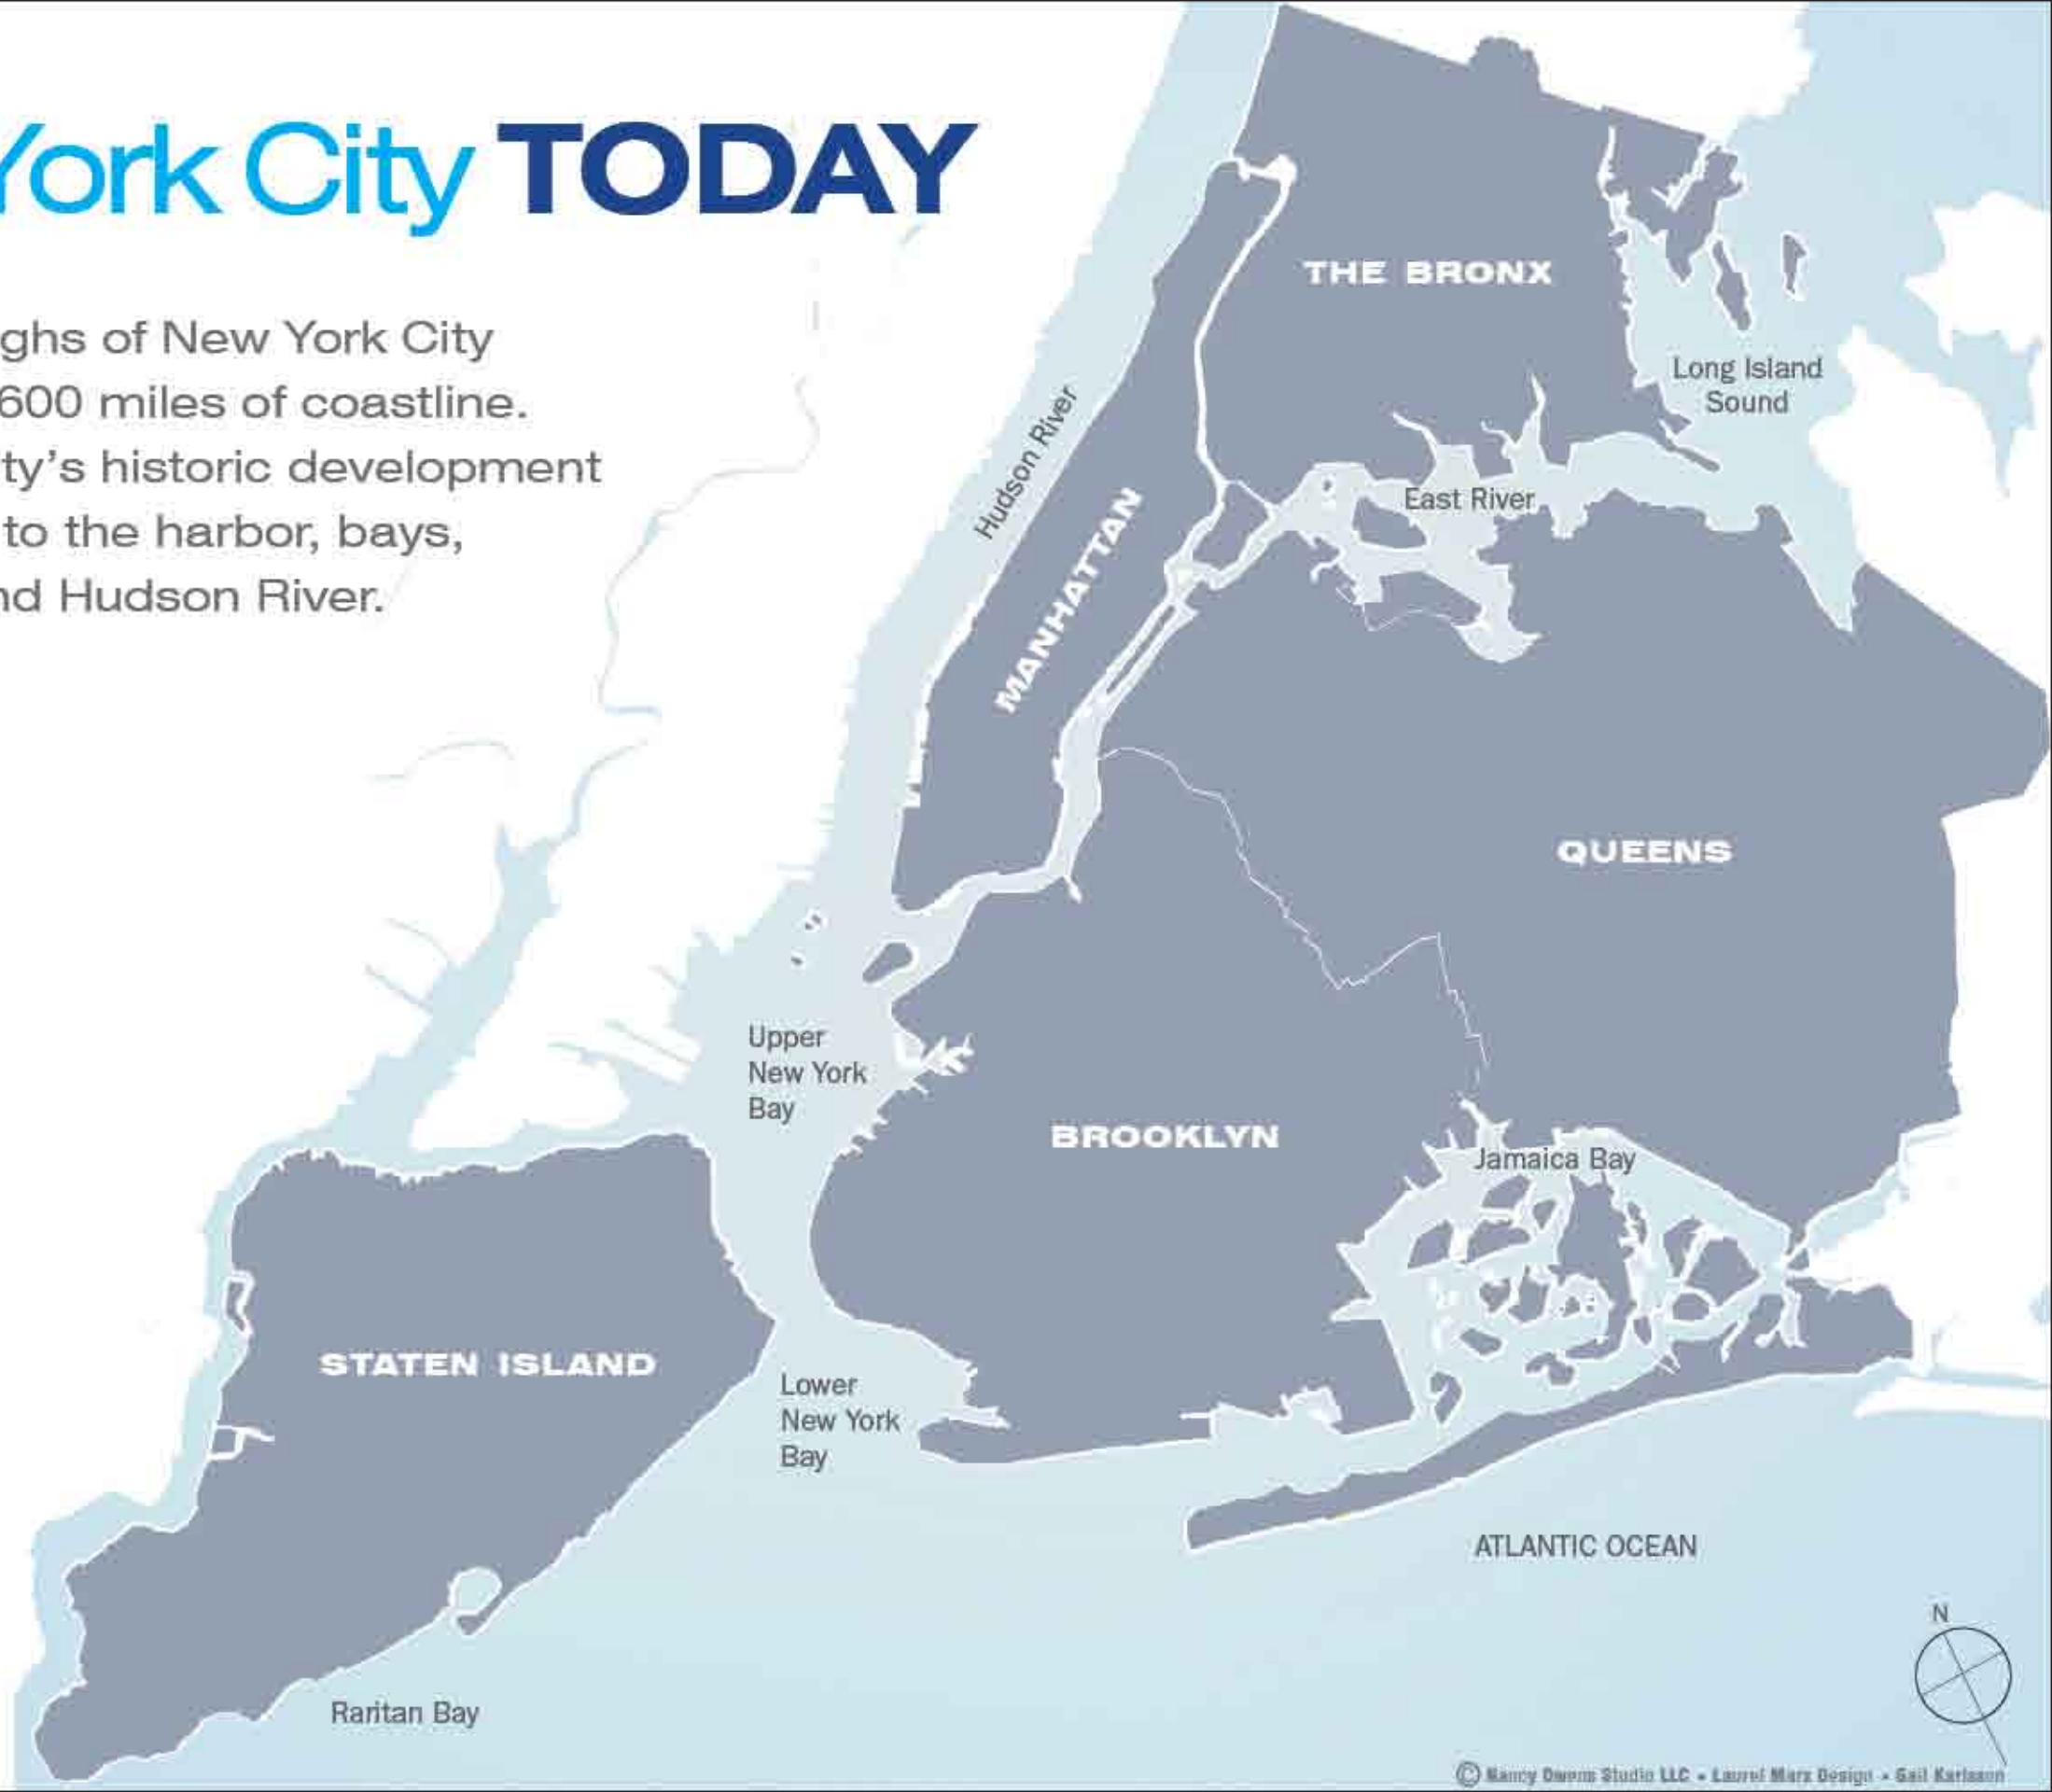 York City TODAY
ghs of New York City
600 miles of coastline.
ty's historic development
to the harbor, bays,
nd Hudson River.
THE BRONX
Long Island
Sound
Hudson River
East River
MANHATTAN
QUEENS
Upper
New York
Bay
BROOKLYN
Jamaica Bay
STATEN ISLAND
Lower
New York
Bay
ATLANTIC OCEAN
N
Raritan Bay
© Nancy Owens Studio LLC • Laurel Marx Design • Gail Karlsson